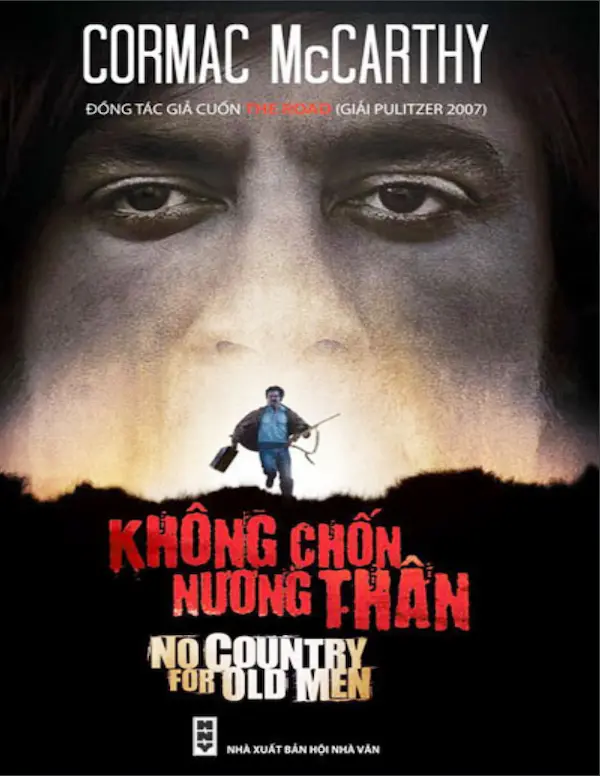 CORMAC McCARTHY
ĐỒNG TÁC GIẢ CUỐN THE ROAD (GIẢI PULITZER 2007)
KHÔNG CHỐN
NƯƠNG THÂN
NO COUNTRY
FOR OLD MEN
HNV
NHÀ XUẤT BẢN HỘI NHÀ VĂN